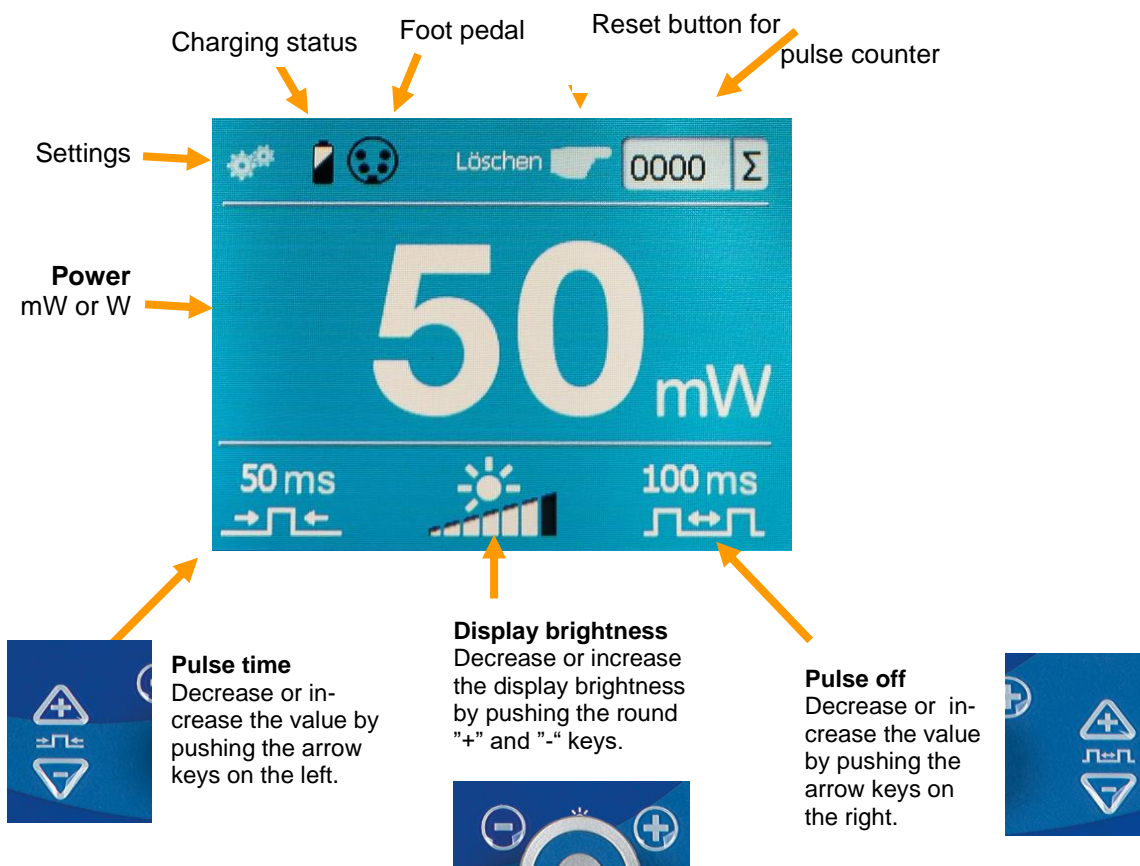 Charging status
Foot pedal
Reset button for
pulse counter
Settings
Löschen
0000 Σ
Power
mW or W
50
mW
50 ms
100 ms
Pulse time
Decrease or in-
crease the value by
pushing the arrow
keys on the left.
Display brightness
Decrease or increase
the display brightness
by pushing the round
"+" and "-“ keys.
Pulse off
Decrease or in-
crease the value
by pushing the
arrow keys on
the right.